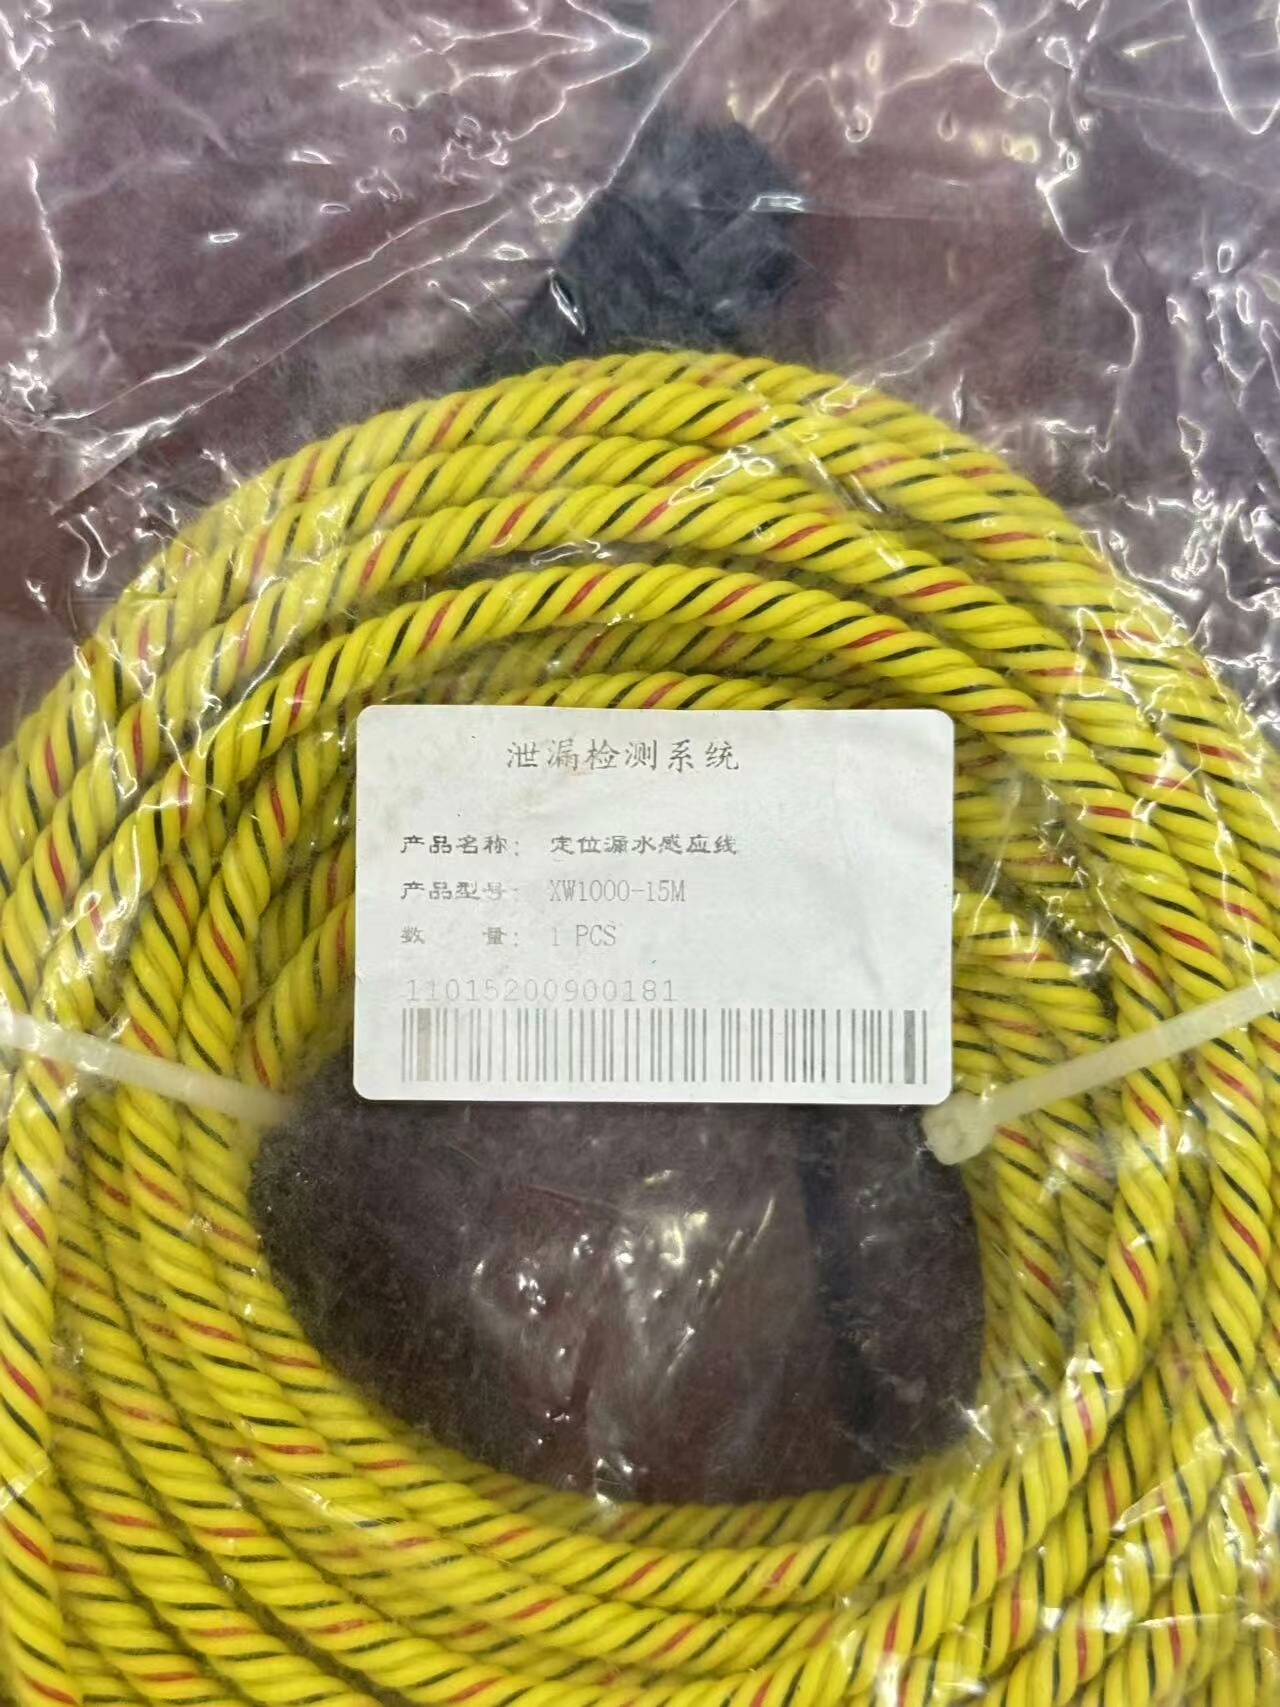 泄漏检测系统
产品名称： 定位漏水感应线
产品型号： XW1000-15M
数 量： 1 PCS
11015200900181